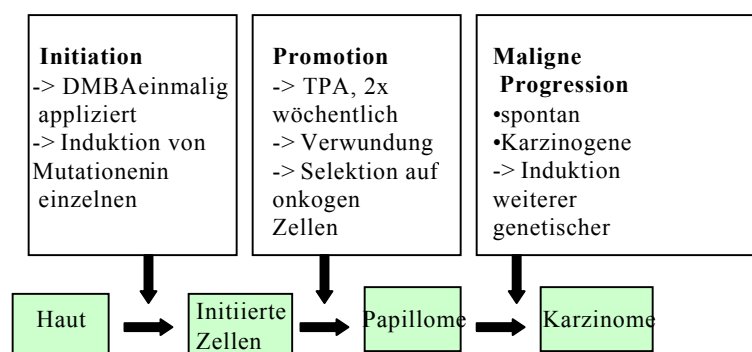 Initiation
-> DMBAeinmalig
appliziert
-> Induktion von
Mutationenin
einzelnen
Promotion
-> TPA, 2x
wöchentlich
-> Verwundung
-> Selektion auf
onkogen
Zellen
Maligne
Progression
•spontan
•Karzinogene
-> Induktion
weiterer
genetischer
Haut
Initiierte
Zellen
Papillome
Karzinome